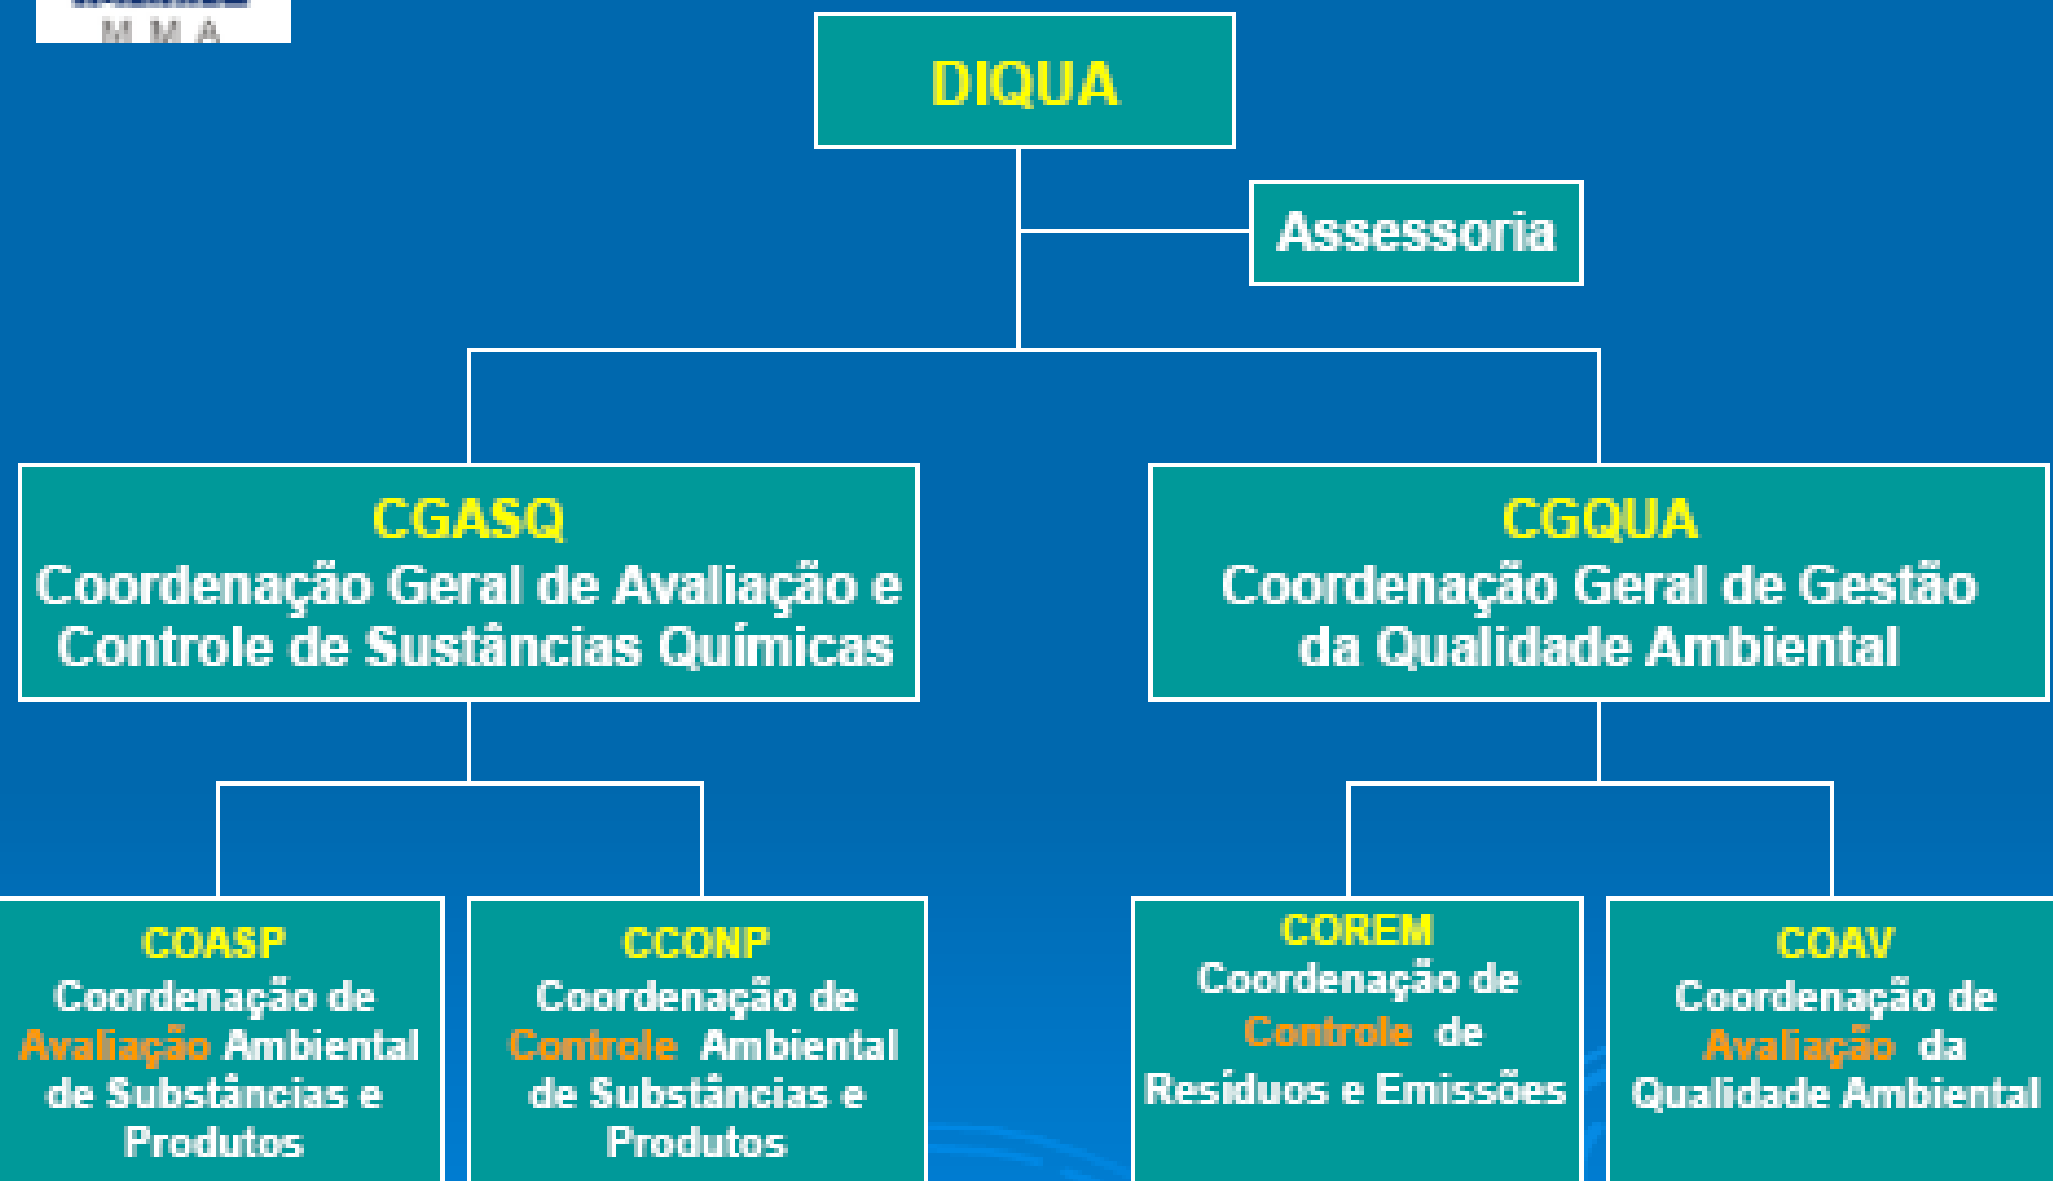 M M A
DIQUA
Assessoria
CGASQ
Coordenação Geral de Avaliação e
Controle de Sustâncias Químicas
CGQUA
Coordenação Geral de Gestão
da Qualidade Ambiental
COASP
Coordenação de
Avaliação Ambiental
de Substâncias e
Produtos
CCONP
Coordenação de
Controle Ambiental
de Substâncias e
Produtos
COREM
Coordenação de
Controle de
Resíduos e Emissões
COAV
Coordenação de
Avaliação da
Qualidade Ambiental